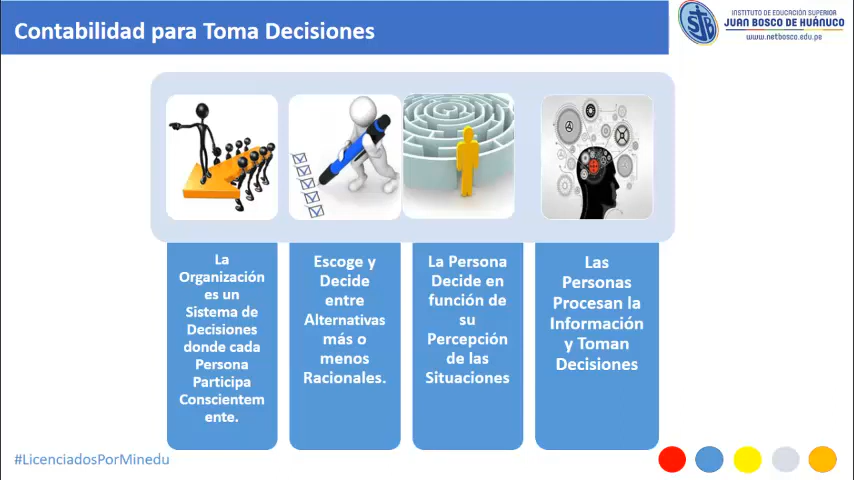 Contabilidad para Toma Decisiones
INSTITUTO DE EDUCACIÓN SUPERIOR
JUAN BOSCO DE HUÁNUCO
www.netbosco.edu.pe
La
Organización
es un
Sistema de
Decisiones
donde cada
Persona
Participa
Conscientem
ente.
Escoge y
Decide
entre
Alternativas
más o
menos
Racionales.
La Persona
Decide en
función de
su
Percepción
de las
Situaciones
Las
Personas
Procesan la
Información
y Toman
Decisiones
#LicenciadosPorMinedu